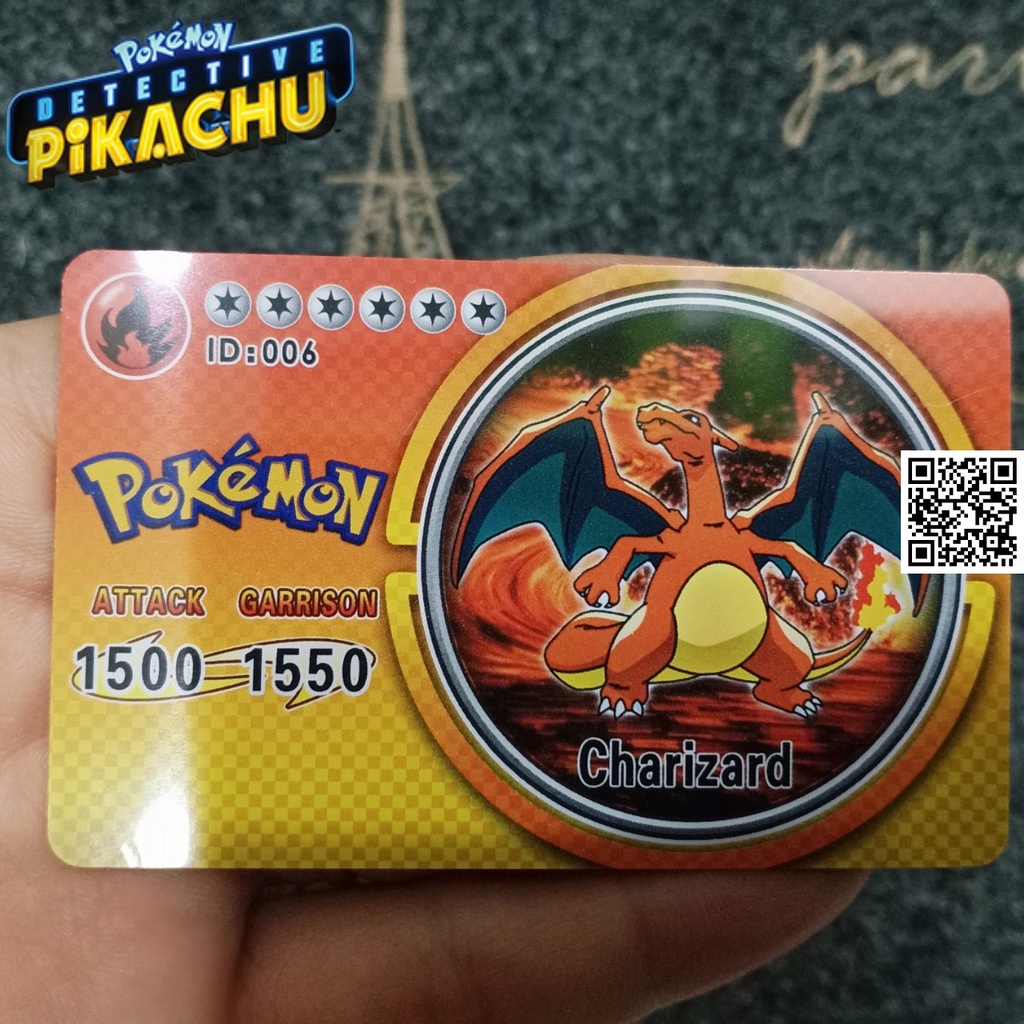 POKéMON
DETECTIVE
PiKACHU
ID:006
POKéMON
ATTACK GARRISON
1500 1550
Charizard